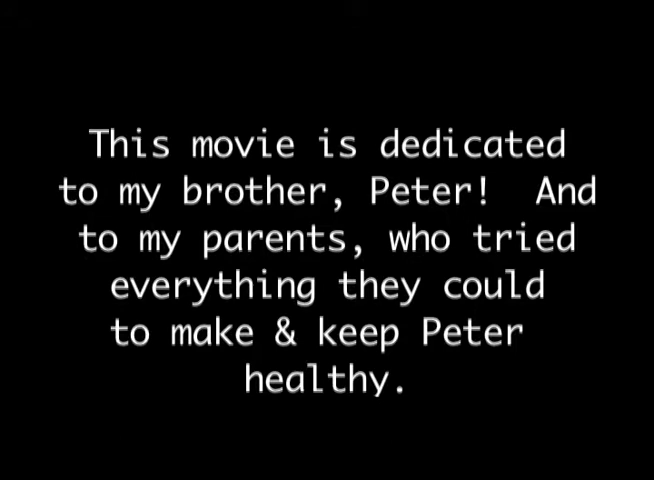 This movie is dedicated
to my brother, Peter!  And
to my parents, who tried
everything they could
to make & keep Peter
healthy.